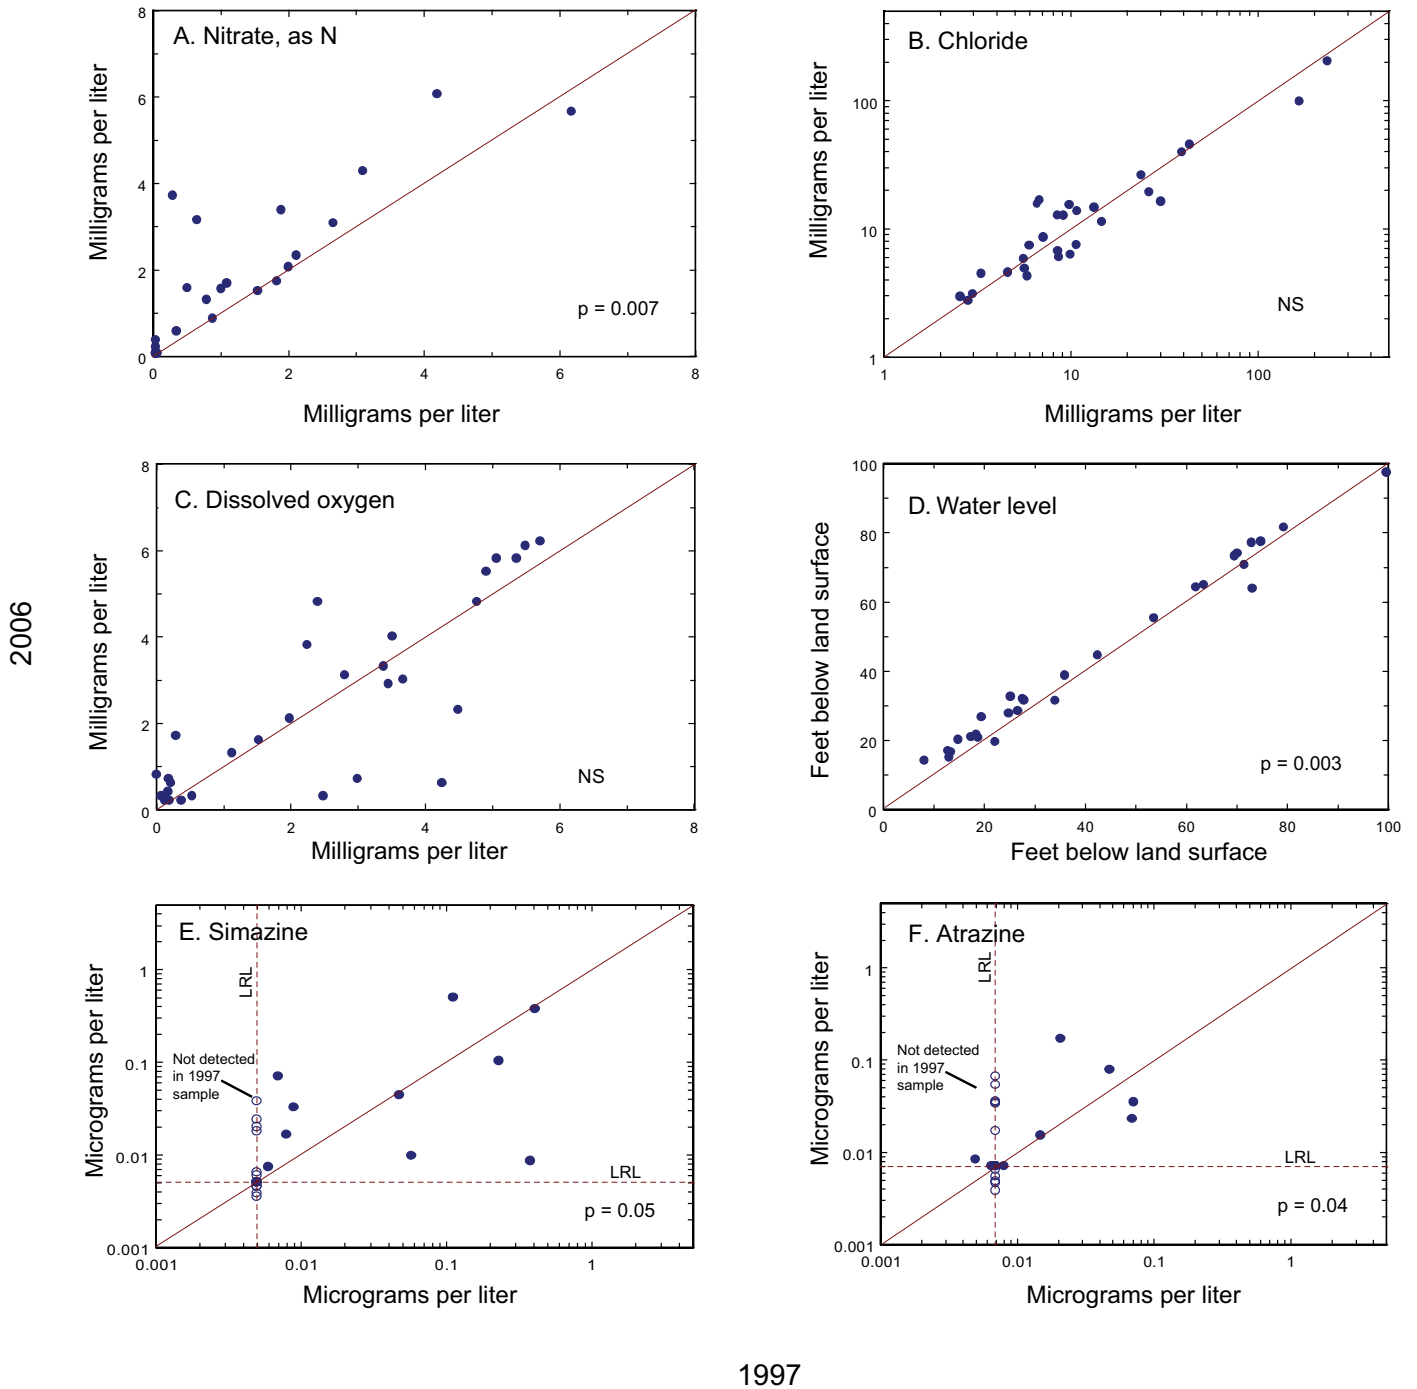 A. Nitrate, as N
Milligrams per liter
8
6
4
2
0
p = 0.007
0 2 4 6 8
Milligrams per liter
B. Chloride
Milligrams per liter
100
10
1
NS
1 10 100
Milligrams per liter
2006
C. Dissolved oxygen
Milligrams per liter
8
6
4
2
0
NS
0 2 4 6 8
Milligrams per liter
D. Water level
Feet below land surface
100
80
60
40
20
0
p = 0.003
0 20 40 60 80 100
Feet below land surface
E. Simazine
Micrograms per liter
LRL
1
0.1
0.01
0.001
Not detected
in 1997
sample
LRL
p = 0.05
0.001 0.01 0.1 1
Micrograms per liter
F. Atrazine
Micrograms per liter
LRL
1
0.1
0.01
0.001
Not detected
in 1997
sample
LRL
p = 0.04
0.001 0.01 0.1 1
Micrograms per liter
1997